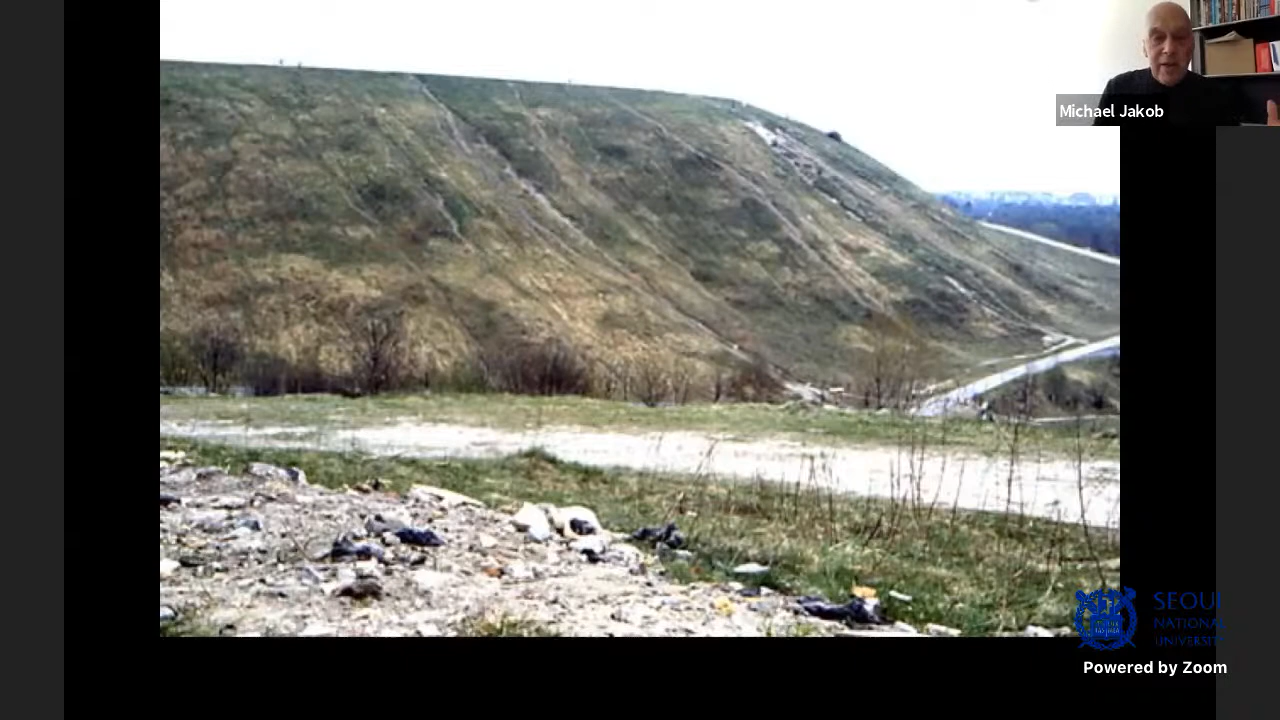 Michael Jakob
SEOUL
NATIONAL
UNIVERSITY
Powered by Zoom